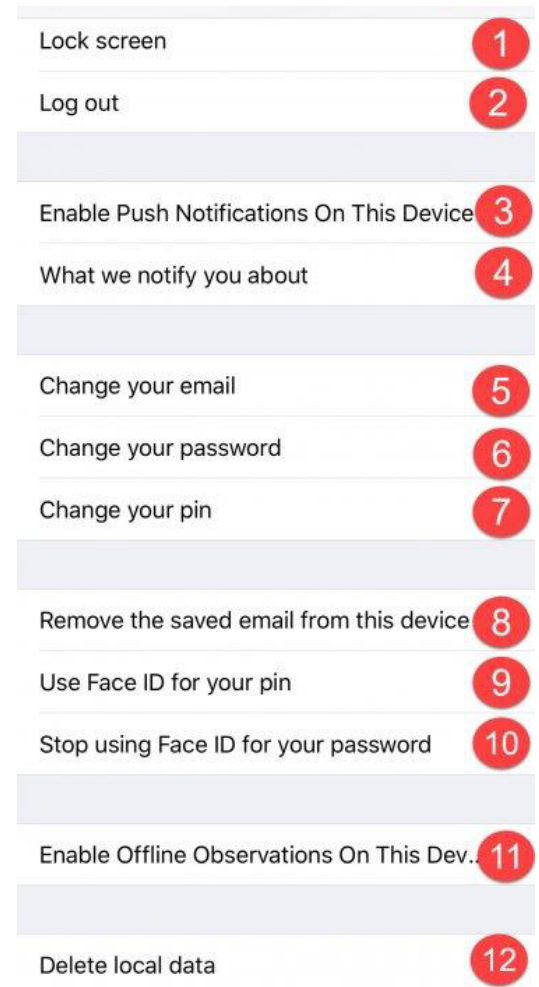 Lock screen 1
Log out 2
Enable Push Notifications On This Device 3
What we notify you about 4
Change your email 5
Change your password 6
Change your pin 7
Remove the saved email from this device 8
Use Face ID for your pin 9
Stop using Face ID for your password 10
Enable Offline Observations On This Dev.. 11
Delete local data 12